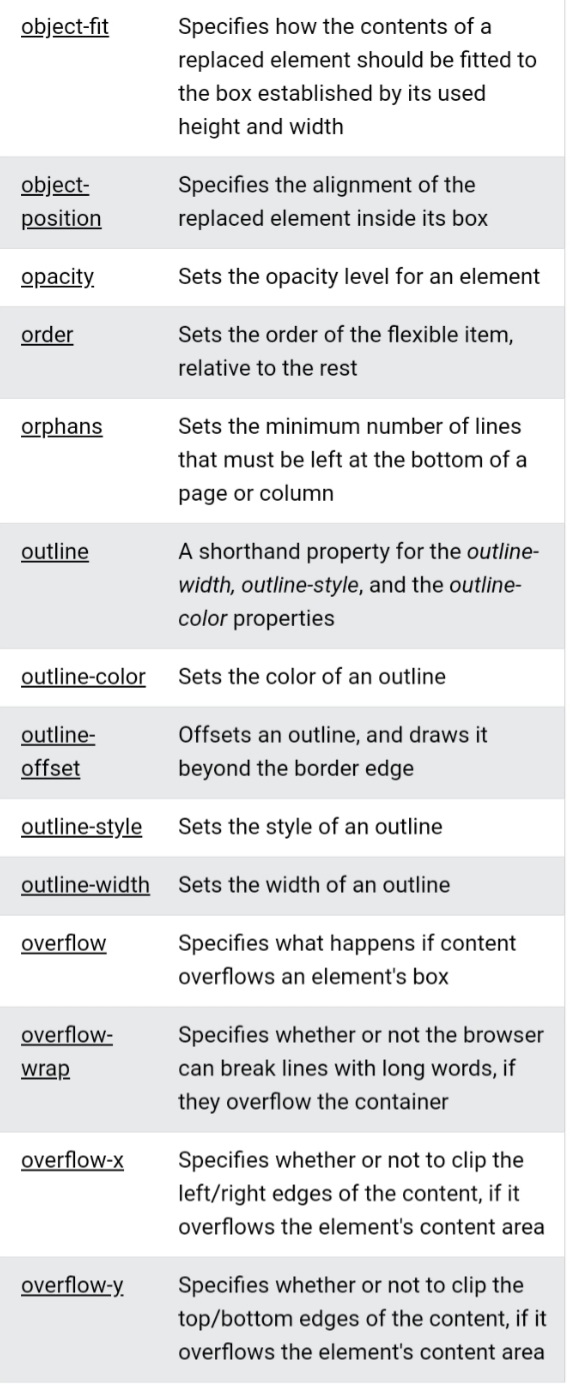 object-fit Specifies how the contents of a
replaced element should be fitted to
the box established by its used
height and width
object- Specifies the alignment of the
position replaced element inside its box
opacity Sets the opacity level for an element
order Sets the order of the flexible item,
relative to the rest
orphans Sets the minimum number of lines
that must be left at the bottom of a
page or column
outline A shorthand property for the outline-
width, outline-style, and the outline-
color properties
outline-color Sets the color of an outline
outline- Offsets an outline, and draws it
offset beyond the border edge
outline-style Sets the style of an outline
outline-width Sets the width of an outline
overflow Specifies what happens if content
overflows an element's box
overflow- Specifies whether or not the browser
wrap can break lines with long words, if
they overflow the container
overflow-x Specifies whether or not to clip the
left/right edges of the content, if it
overflows the element's content area
overflow-y Specifies whether or not to clip the
top/bottom edges of the content, if it
overflows the element's content area